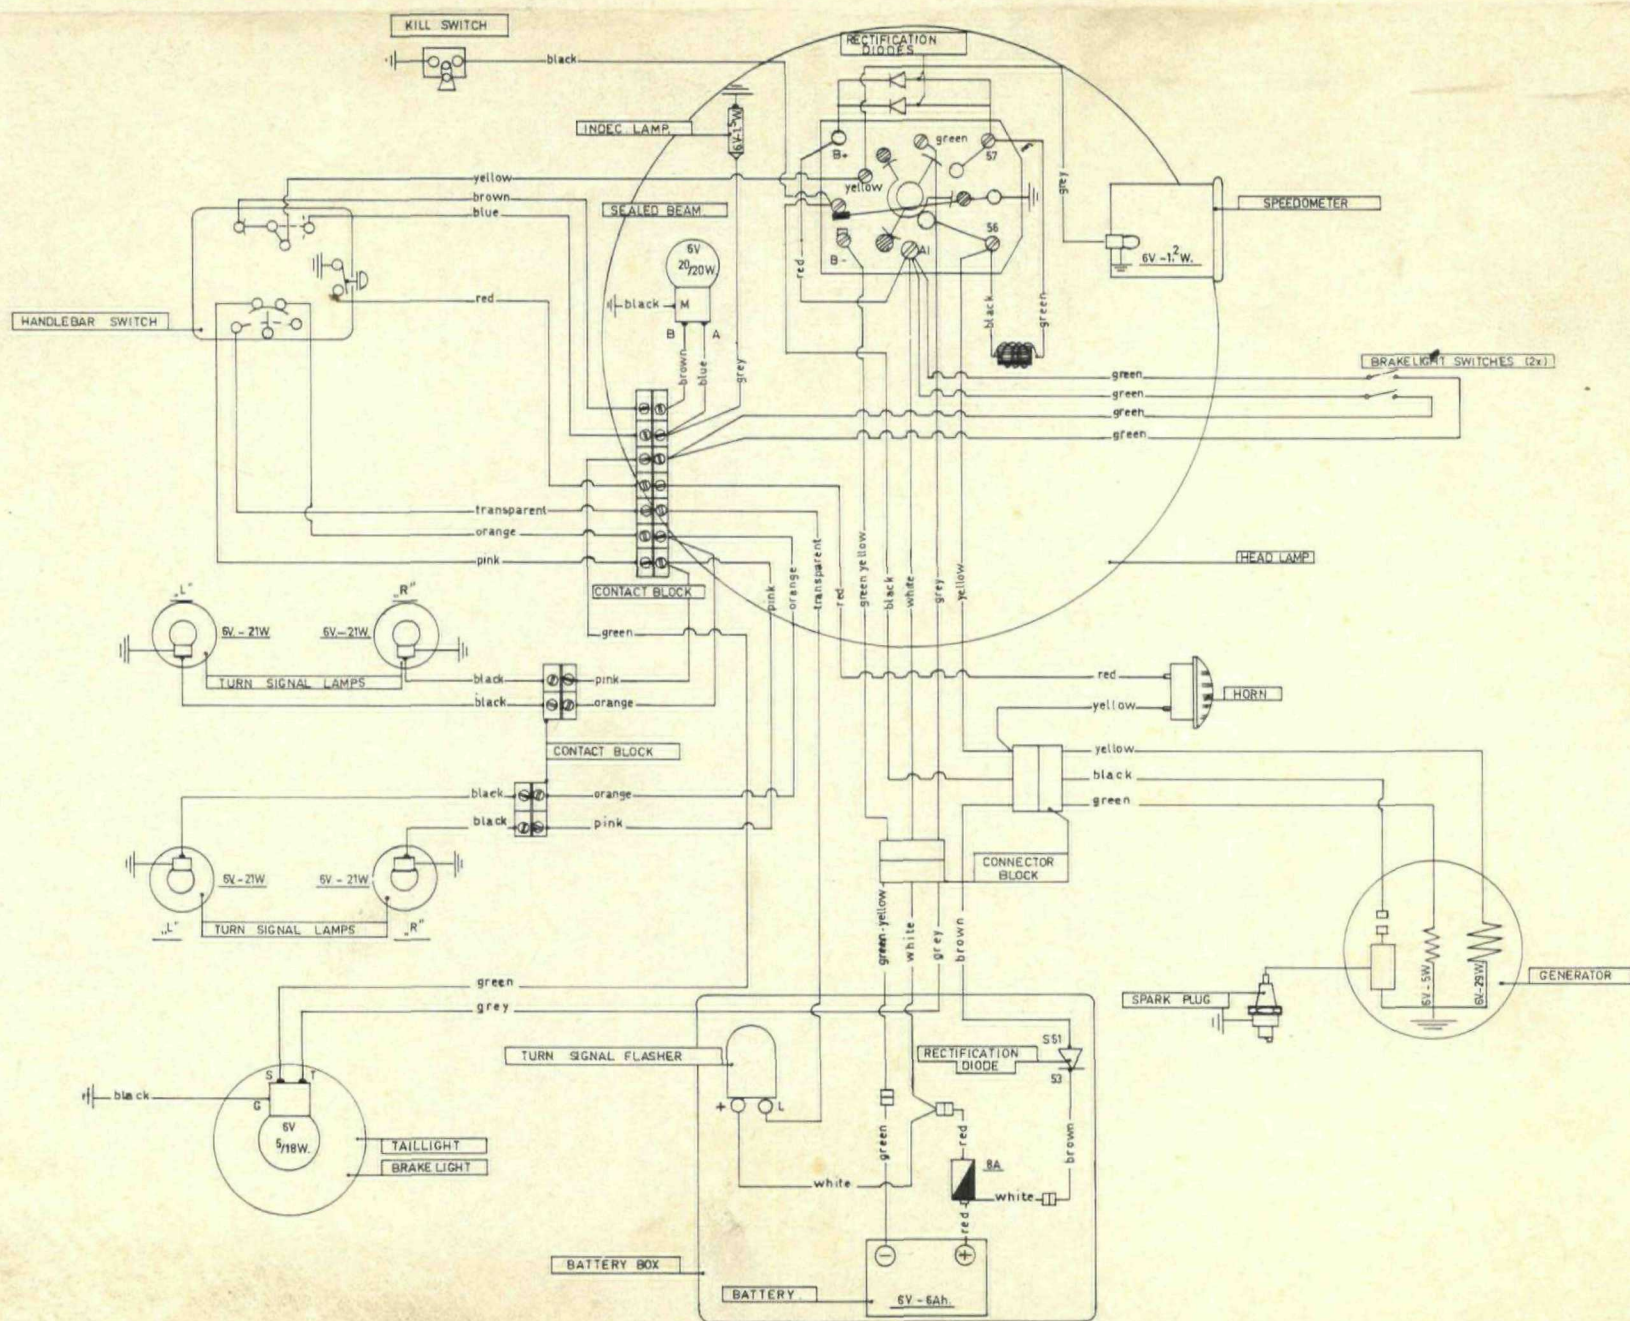 KILL SWITCH
black
RECTIFICATION
DIODES
INDEC. LAMP.
6V-1.5W
B+
green
57
yellow
grey
yellow
brown
blue
SEALED BEAM.
SPEEDOMETER
6V
20/20W.
56
B-
A1
6V-1.2W.
red
black
M
B
A
red
black
green
HANDLEBAR SWITCH
brown
blue
grey
BRAKELIGHT SWITCHES (2x)
green
green
green
green
transparent
orange
pink
HEAD LAMP
CONTACT BLOCK
pink
orange
transparent
red
green yellow
black
white
grey
yellow
„L”
„R”
6V.-21W
6V.-21W
green
TURN SIGNAL LAMPS
black
pink
black
orange
red
yellow
HORN
CONTACT BLOCK
yellow
black
green
black
orange
black
pink
CONNECTOR
BLOCK
6V.-21W
6V.-21W
TURN SIGNAL LAMPS
„L”
„R”
green-yellow
white
grey
brown
6V-5W
6V-29W
GENERATOR
green
grey
SPARK PLUG
TURN SIGNAL FLASHER
RECTIFICATION
DIODE
S51
53
S
T
black
G
6V
5/18W.
+
L
green
red
brown
TAILLIGHT
BRAKELIGHT
8A
white
white
red
BATTERY BOX
−
+
BATTERY.
6V-6Ah.